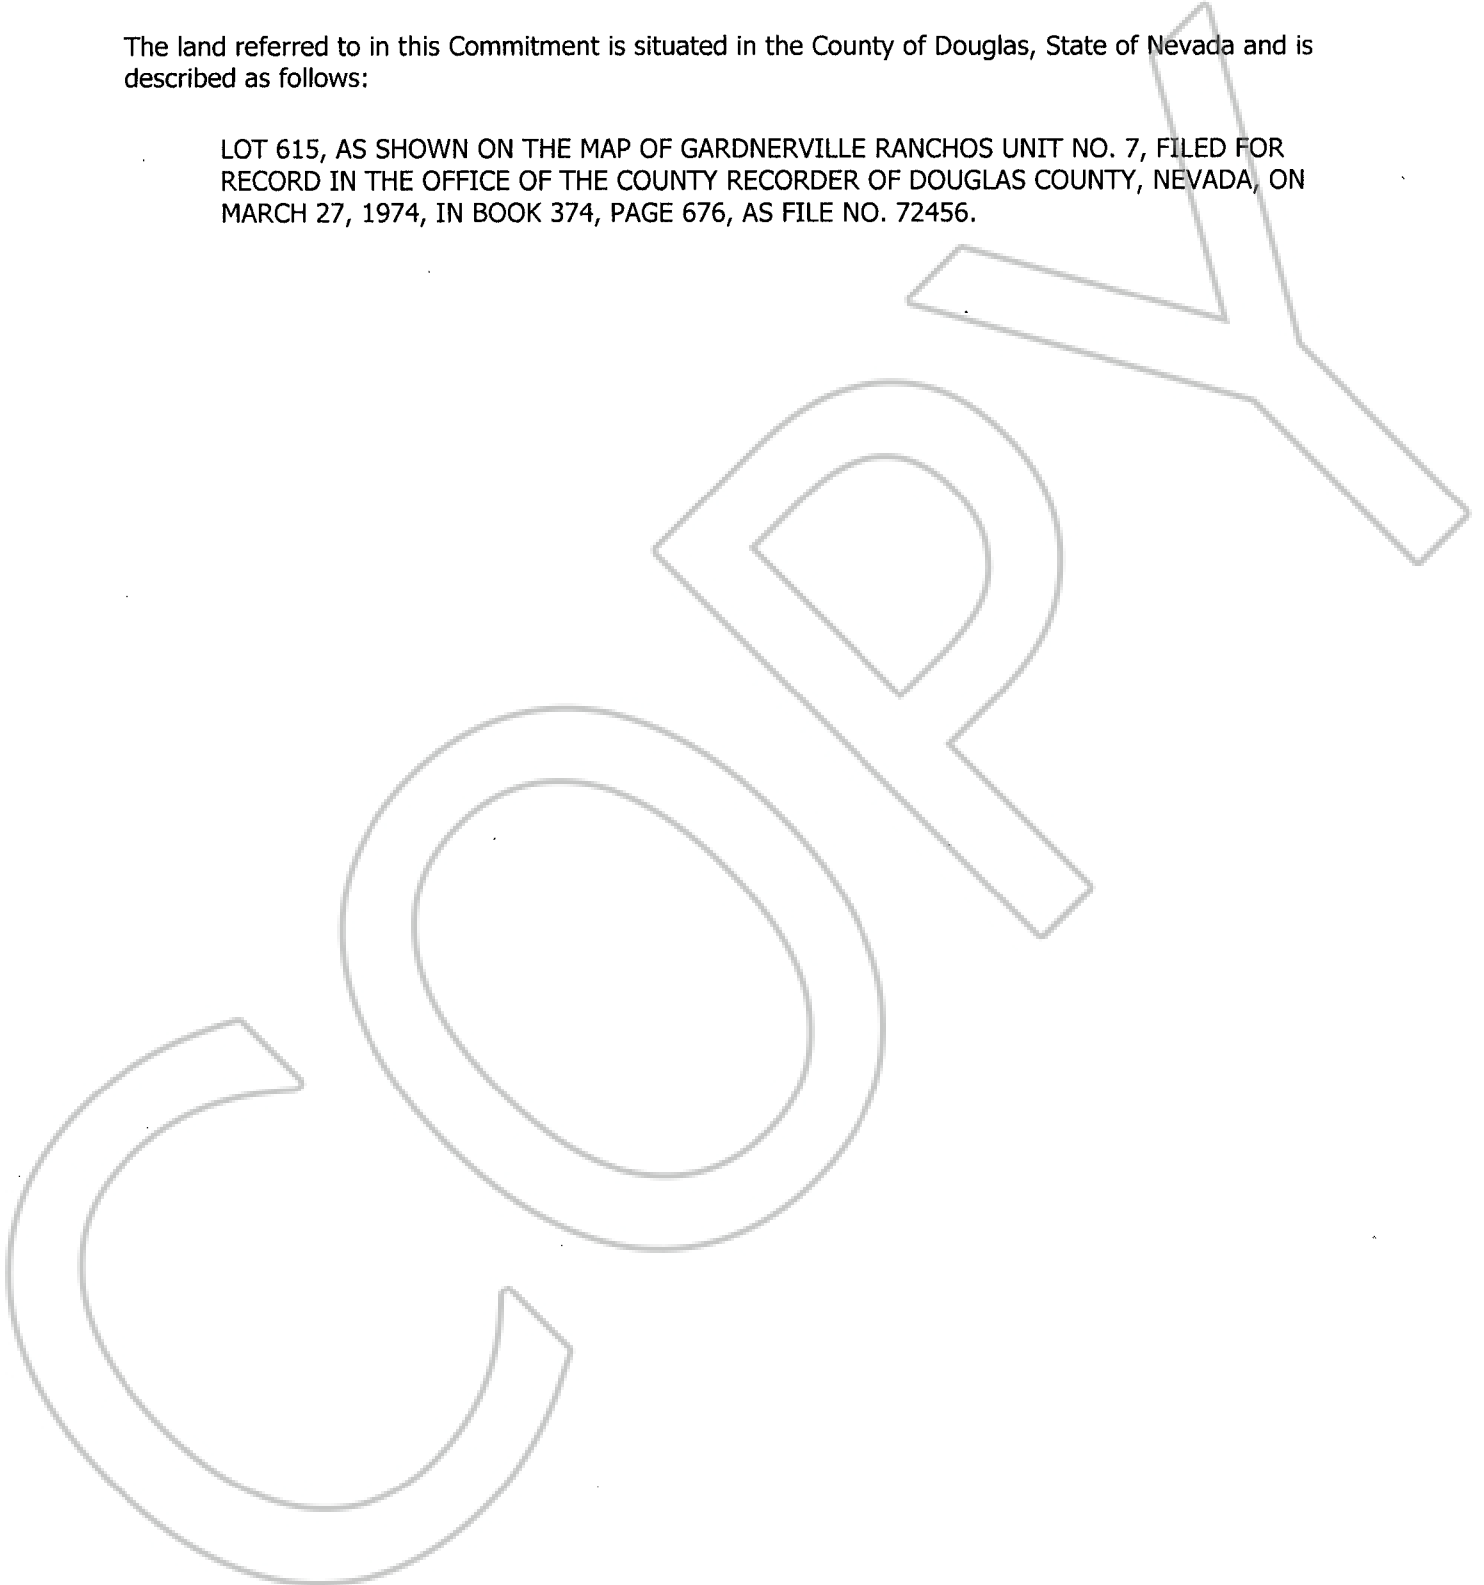 The land referred to in this Commitment is situated in the County of Douglas, State of Nevada and is
described as follows:
LOT 615, AS SHOWN ON THE MAP OF GARDNERVILLE RANCHOS UNIT NO. 7, FILED FOR
RECORD IN THE OFFICE OF THE COUNTY RECORDER OF DOUGLAS COUNTY, NEVADA, ON
MARCH 27, 1974, IN BOOK 374, PAGE 676, AS FILE NO. 72456.
COPY